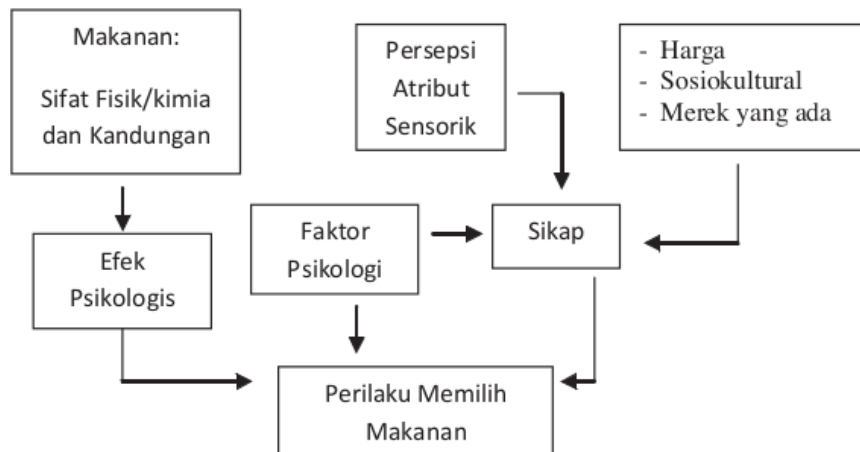 Makanan:
Sifat Fisik/kimia
dan Kandungan
Persepsi
Atribut
Sensorik
- Harga
- Sosiokultural
- Merek yang ada
Efek
Psikologis
Faktor
Psikologi
Sikap
Perilaku Memilih
Makanan